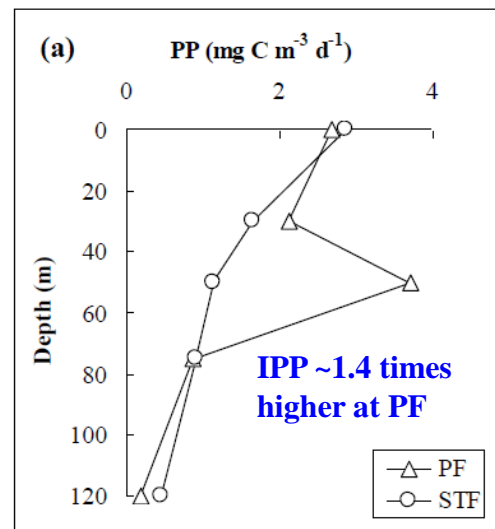 (a) PP (mg C m⁻³ d⁻¹)
0 2 4
0
20
40
60
80
100
120
Depth (m)
IPP ~1.4 times
higher at PF
PF
STF